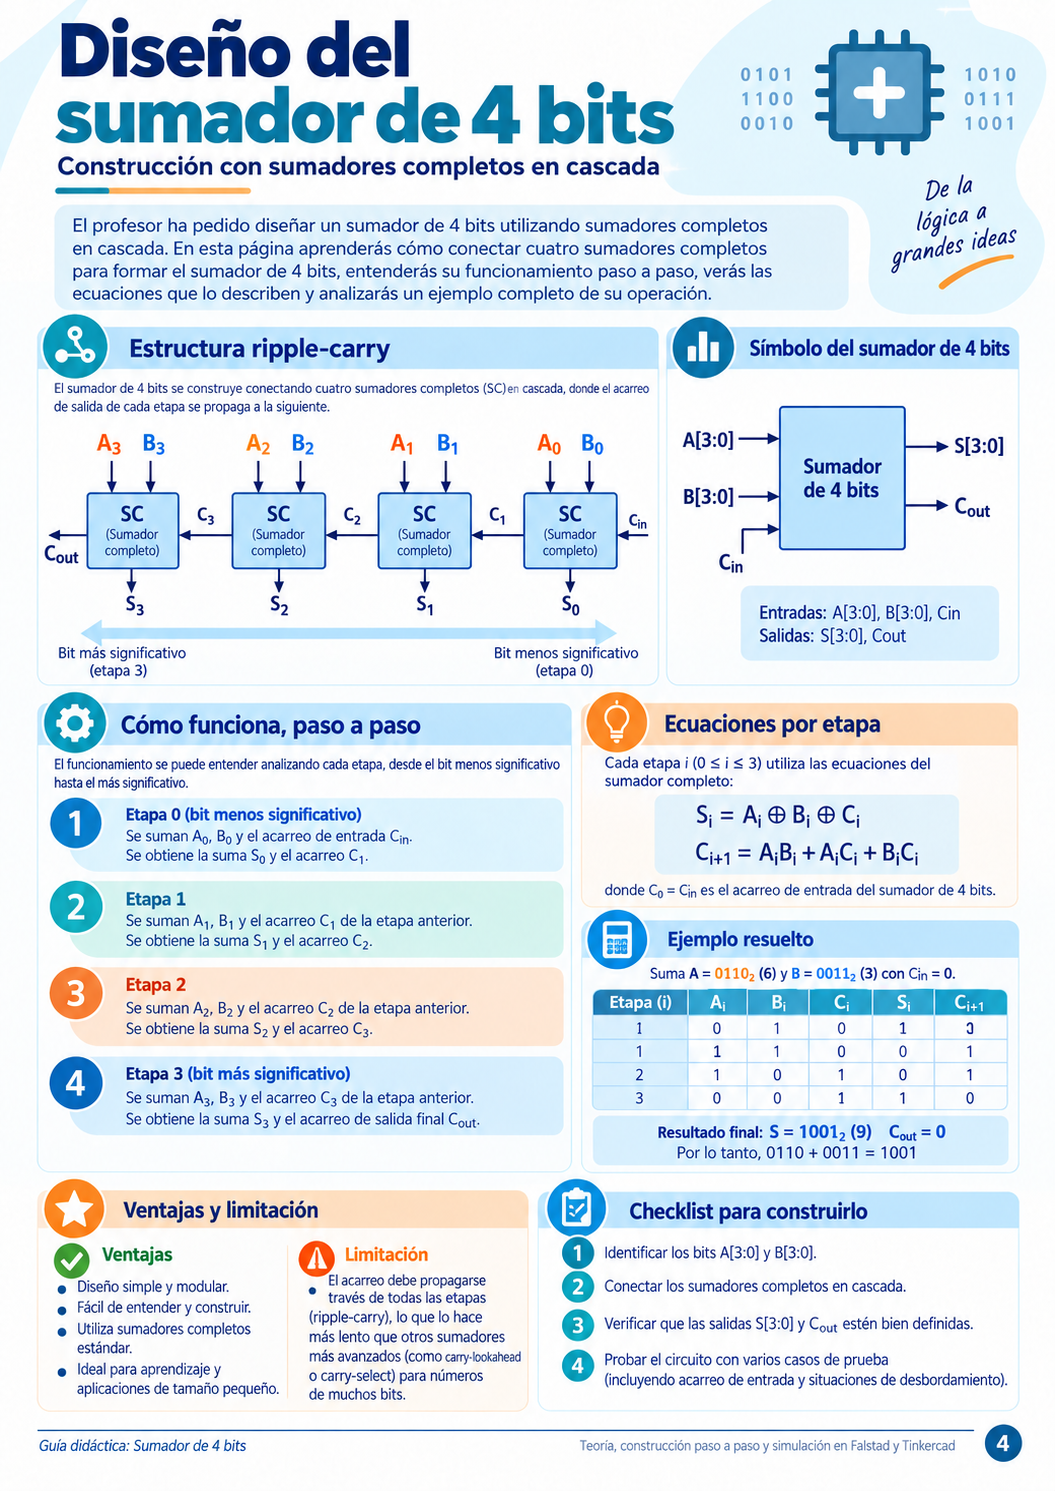 Diseño del
sumador de 4 bits
Construcción con sumadores completos en cascada
0101
1100
0010
1010
0111
1001
De la
lógica a
grandes ideas
El profesor ha pedido diseñar un sumador de 4 bits utilizando sumadores completos
en cascada. En esta página aprenderás cómo conectar cuatro sumadores completos
para formar el sumador de 4 bits, entenderás su funcionamiento paso a paso, verás las
ecuaciones que lo describen y analizarás un ejemplo completo de su operación.
Estructura ripple-carry
El sumador de 4 bits se construye conectando cuatro sumadores completos (SC) en cascada, donde el acarreo
de salida de cada etapa se propaga a la siguiente.
A₃ B₃ A₂ B₂ A₁ B₁ A₀ B₀
SC C₃ SC C₂ SC C₁ SC Cin
(Sumador completo) (Sumador completo) (Sumador completo) (Sumador completo)
Cout
S₃ S₂ S₁ S₀
Bit más significativo
(etapa 3)
Bit menos significativo
(etapa 0)
Símbolo del sumador de 4 bits
A[3:0]
B[3:0]
Cin
Sumador
de 4 bits
S[3:0]
Cout
Entradas: A[3:0], B[3:0], Cin
Salidas: S[3:0], Cout
Cómo funciona, paso a paso
El funcionamiento se puede entender analizando cada etapa, desde el bit menos significativo
hasta el más significativo.
1
Etapa 0 (bit menos significativo)
Se suman A₀, B₀ y el acarreo de entrada Cin.
Se obtiene la suma S₀ y el acarreo C₁.
2
Etapa 1
Se suman A₁, B₁ y el acarreo C₁ de la etapa anterior.
Se obtiene la suma S₁ y el acarreo C₂.
3
Etapa 2
Se suman A₂, B₂ y el acarreo C₂ de la etapa anterior.
Se obtiene la suma S₂ y el acarreo C₃.
4
Etapa 3 (bit más significativo)
Se suman A₃, B₃ y el acarreo C₃ de la etapa anterior.
Se obtiene la suma S₃ y el acarreo de salida final Cout.
Ecuaciones por etapa
Cada etapa i (0 ≤ i ≤ 3) utiliza las ecuaciones del
sumador completo:
Sᵢ = Aᵢ ⊕ Bᵢ ⊕ Cᵢ
Cᵢ₊₁ = AᵢBᵢ + AᵢCᵢ + BᵢCᵢ
donde C₀ = Cin es el acarreo de entrada del sumador de 4 bits.
Ejemplo resuelto
Suma A = 0110₂ (6) y B = 0011₂ (3) con Cin = 0.
Etapa (i) Aᵢ Bᵢ Cᵢ Sᵢ Cᵢ₊₁
1 0 1 0 1
1 1 1 0 0 1
2 1 0 1 0 1
3 0 0 1 1 0
Resultado final: S = 1001₂ (9) Cout = 0
Por lo tanto, 0110 + 0011 = 1001
Ventajas y limitación
Ventajas
• Diseño simple y modular.
• Fácil de entender y construir.
• Utiliza sumadores completos
estándar.
• Ideal para aprendizaje y
aplicaciones de tamaño pequeño.
Limitación
• El acarreo debe propagarse
través de todas las etapas
(ripple-carry), lo que lo hace
más lento que otros sumadores
más avanzados (como carry-lookahead
o carry-select) para números
de muchos bits.
Checklist para construirlo
1 Identificar los bits A[3:0] y B[3:0].
2 Conectar los sumadores completos en cascada.
3 Verificar que las salidas S[3:0] y Cout estén bien definidas.
4 Probar el circuito con varios casos de prueba
(incluyendo acarreo de entrada y situaciones de desbordamiento).
Guía didáctica: Sumador de 4 bits
Teoría, construcción paso a paso y simulación en Falstad y Tinkercad
4